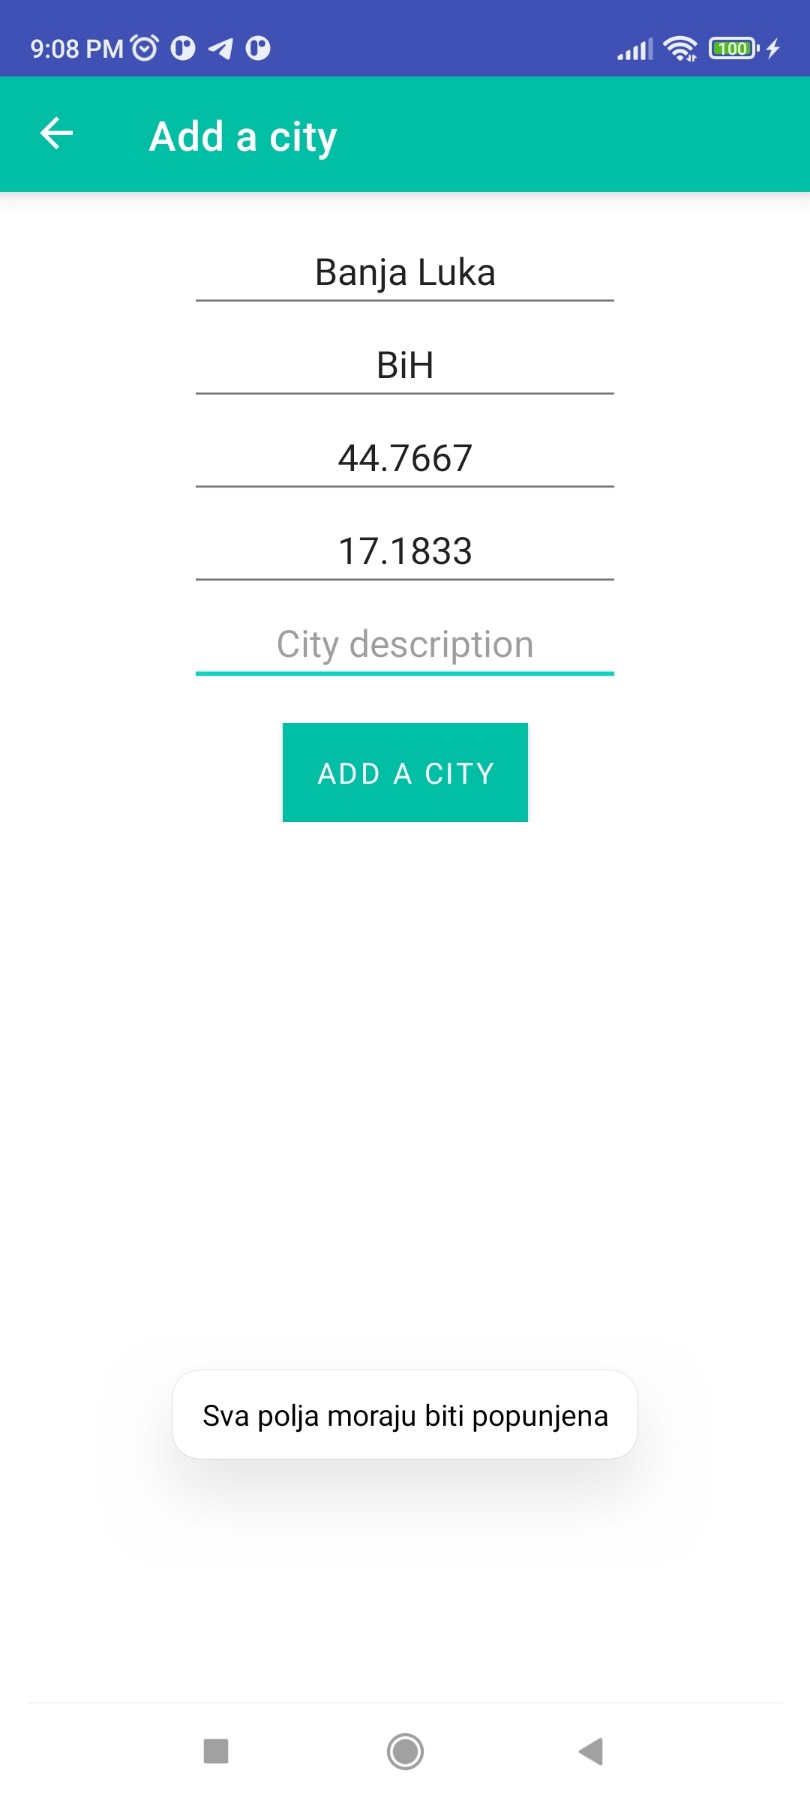 9:08 PM
100
Add a city
Banja Luka
BiH
44.7667
17.1833
City description
ADD A CITY
Sva polja moraju biti popunjena